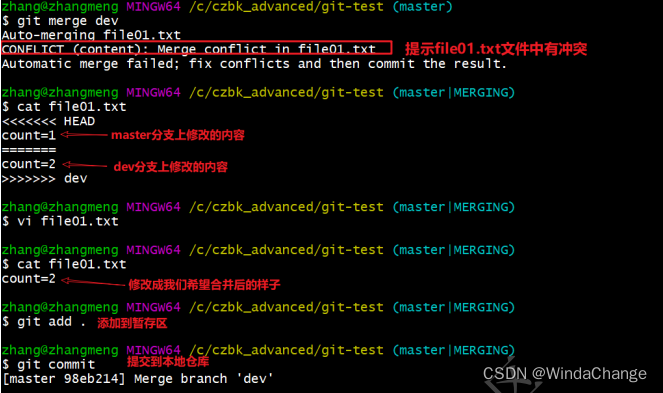 zhang@zhangmeng MINGW64 /c/czbk_advanced/git-test (master)
$ git merge dev
Auto-merging file01.txt
CONFLICT (content): Merge conflict in file01.txt 提示file01.txt文件中有冲突
Automatic merge failed; fix conflicts and then commit the result.
zhang@zhangmeng MINGW64 /c/czbk_advanced/git-test (master|MERGING)
$ cat file01.txt
<<<<<<< HEAD
count=1 master分支上修改的内容
=======
count=2 dev分支上修改的内容
>>>>>>> dev
zhang@zhangmeng MINGW64 /c/czbk_advanced/git-test (master|MERGING)
$ vi file01.txt
zhang@zhangmeng MINGW64 /c/czbk_advanced/git-test (master|MERGING)
$ cat file01.txt
count=2 修改成我们希望合并后的样子
zhang@zhangmeng MINGW64 /c/czbk_advanced/git-test (master|MERGING)
$ git add . 添加到暂存区
zhang@zhangmeng MINGW64 /c/czbk_advanced/git-test (master|MERGING)
$ git commit 提交到本地仓库
[master 98eb214] Merge branch 'dev'
CSDN @WindaChange